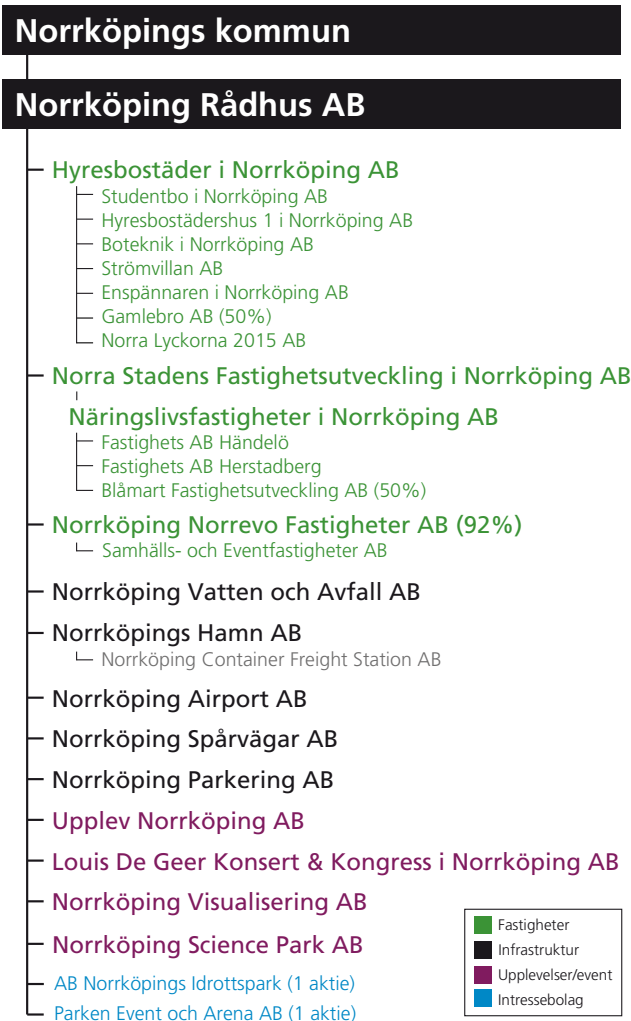 Norrköpings kommun
Norrköping Rådhus AB
Hyresbostäder i Norrköping AB
Studentbo i Norrköping AB
Hyresbostädershus 1 i Norrköping AB
Boteknik i Norrköping AB
Strömvillan AB
Enspännaren i Norrköping AB
Gamlebro AB (50%)
Norra Lyckorna 2015 AB
Norra Stadens Fastighetsutveckling i Norrköping AB
Näringslivsfastigheter i Norrköping AB
Fastighets AB Händelö
Fastighets AB Herstadberg
Blåmart Fastighetsutveckling AB (50%)
Norrköping Norrevo Fastigheter AB (92%)
Samhälls- och Eventfastigheter AB
Norrköping Vatten och Avfall AB
Norrköpings Hamn AB
Norrköping Container Freight Station AB
Norrköping Airport AB
Norrköping Spårvägar AB
Norrköping Parkering AB
Upplev Norrköping AB
Louis De Geer Konsert & Kongress i Norrköping AB
Norrköping Visualisering AB
Norrköping Science Park AB
AB Norrköpings Idrottspark (1 aktie)
Parken Event och Arena AB (1 aktie)
Fastigheter
Infrastruktur
Upplevelser/event
Intressebolag